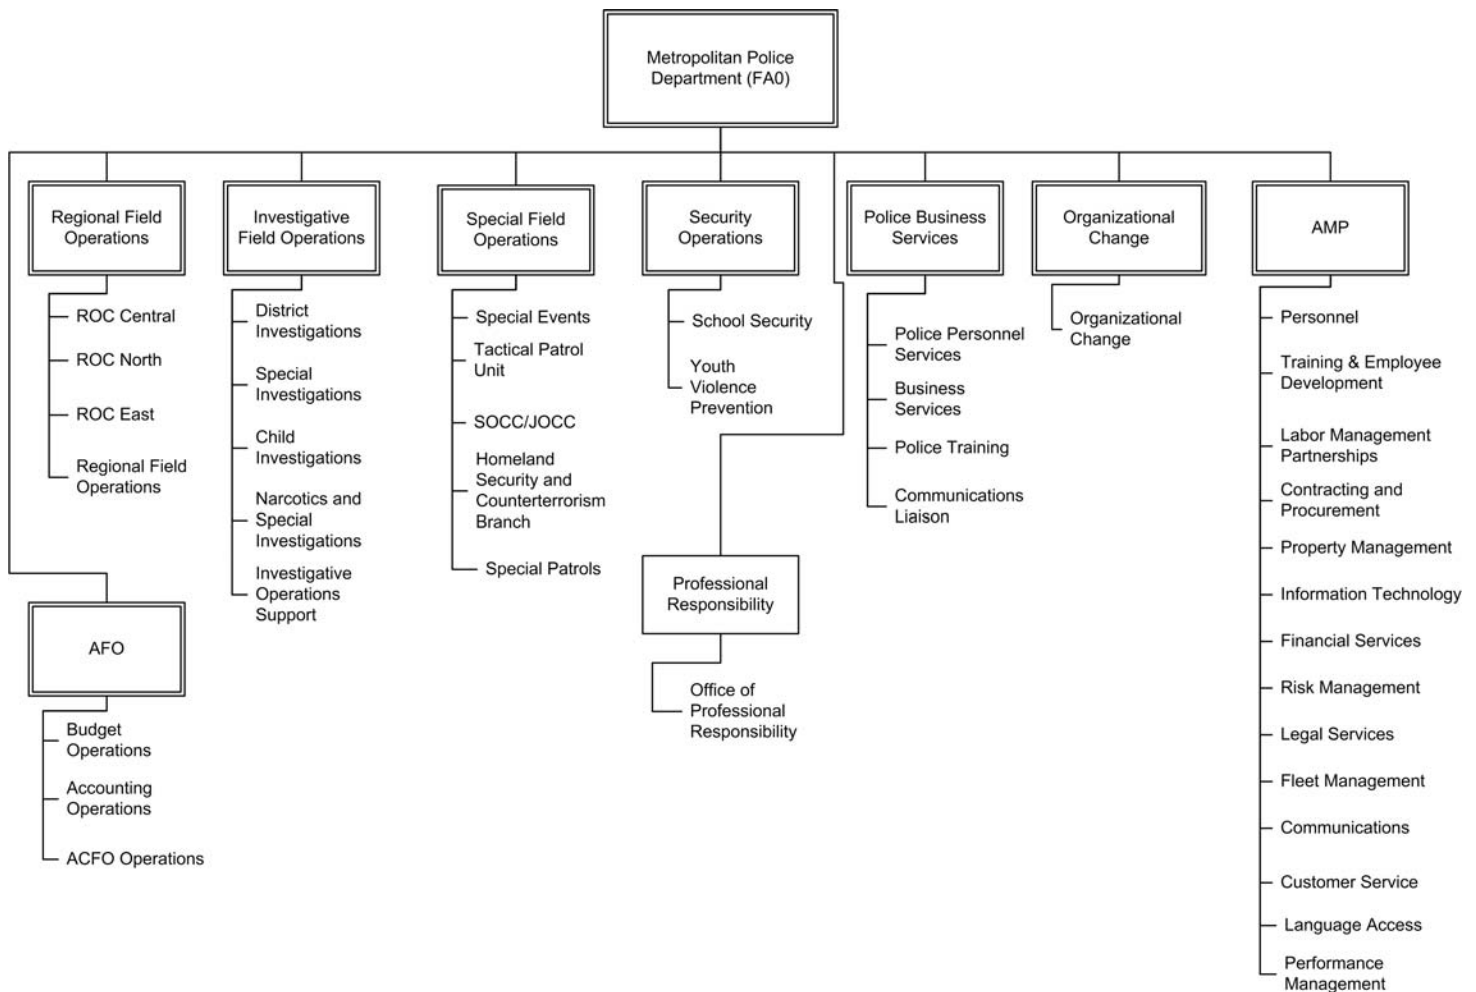 Metropolitan Police
Department (FA0)
Regional Field
Operations
ROC Central
ROC North
ROC East
Regional Field
Operations
AFO
Budget
Operations
Accounting
Operations
ACFO Operations
Investigative
Field Operations
District
Investigations
Special
Investigations
Child
Investigations
Narcotics and
Special
Investigations
Investigative
Operations
Support
Special Field
Operations
Special Events
Tactical Patrol
Unit
SOCC/JOCC
Homeland
Security and
Counterterrorism
Branch
Special Patrols
Security
Operations
School Security
Youth
Violence
Prevention
Professional
Responsibility
Office of
Professional
Responsibility
Police Business
Services
Police Personnel
Services
Business
Services
Police Training
Communications
Liaison
Organizational
Change
Organizational
Change
AMP
Personnel
Training & Employee
Development
Labor Management
Partnerships
Contracting and
Procurement
Property Management
Information Technology
Financial Services
Risk Management
Legal Services
Fleet Management
Communications
Customer Service
Language Access
Performance
Management